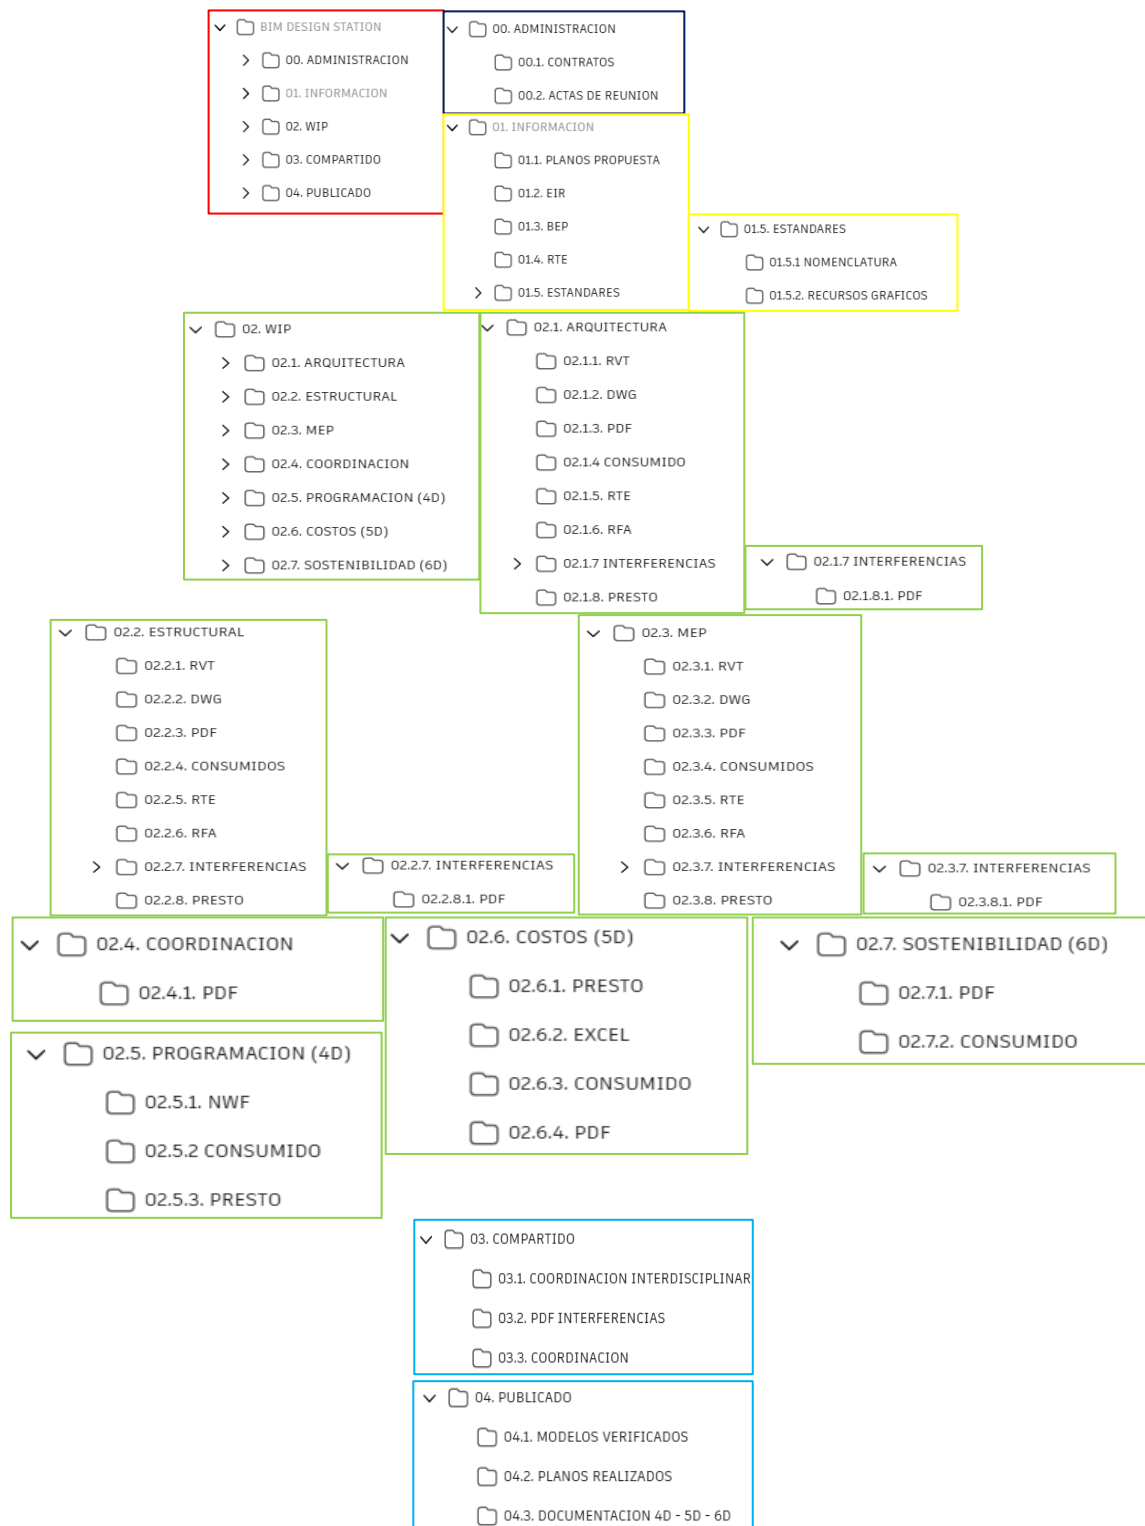 BIM DESIGN STATION
00. ADMINISTRACION
01. INFORMACION
02. WIP
03. COMPARTIDO
04. PUBLICADO
00. ADMINISTRACION
00.1. CONTRATOS
00.2. ACTAS DE REUNION
01. INFORMACION
01.1. PLANOS PROPUESTA
01.2. EIR
01.3. BEP
01.4. RTE
01.5. ESTANDARES
01.5. ESTANDARES
01.5.1 NOMENCLATURA
01.5.2. RECURSOS GRAFICOS
02. WIP
02.1. ARQUITECTURA
02.2. ESTRUCTURAL
02.3. MEP
02.4. COORDINACION
02.5. PROGRAMACION (4D)
02.6. COSTOS (5D)
02.7. SOSTENIBILIDAD (6D)
02.1. ARQUITECTURA
02.1.1. RVT
02.1.2. DWG
02.1.3. PDF
02.1.4 CONSUMIDO
02.1.5. RTE
02.1.6. RFA
02.1.7 INTERFERENCIAS
02.1.8. PRESTO
02.1.7 INTERFERENCIAS
02.1.8.1. PDF
02.2. ESTRUCTURAL
02.2.1. RVT
02.2.2. DWG
02.2.3. PDF
02.2.4. CONSUMIDOS
02.2.5. RTE
02.2.6. RFA
02.2.7. INTERFERENCIAS
02.2.8. PRESTO
02.2.7. INTERFERENCIAS
02.2.8.1. PDF
02.3. MEP
02.3.1. RVT
02.3.2. DWG
02.3.3. PDF
02.3.4. CONSUMIDOS
02.3.5. RTE
02.3.6. RFA
02.3.7. INTERFERENCIAS
02.3.8. PRESTO
02.3.7. INTERFERENCIAS
02.3.8.1. PDF
02.4. COORDINACION
02.4.1. PDF
02.5. PROGRAMACION (4D)
02.5.1. NWF
02.5.2 CONSUMIDO
02.5.3. PRESTO
02.6. COSTOS (5D)
02.6.1. PRESTO
02.6.2. EXCEL
02.6.3. CONSUMIDO
02.6.4. PDF
02.7. SOSTENIBILIDAD (6D)
02.7.1. PDF
02.7.2. CONSUMIDO
03. COMPARTIDO
03.1. COORDINACION INTERDISCIPLINAR
03.2. PDF INTERFERENCIAS
03.3. COORDINACION
04. PUBLICADO
04.1. MODELOS VERIFICADOS
04.2. PLANOS REALIZADOS
04.3. DOCUMENTACION 4D - 5D - 6D